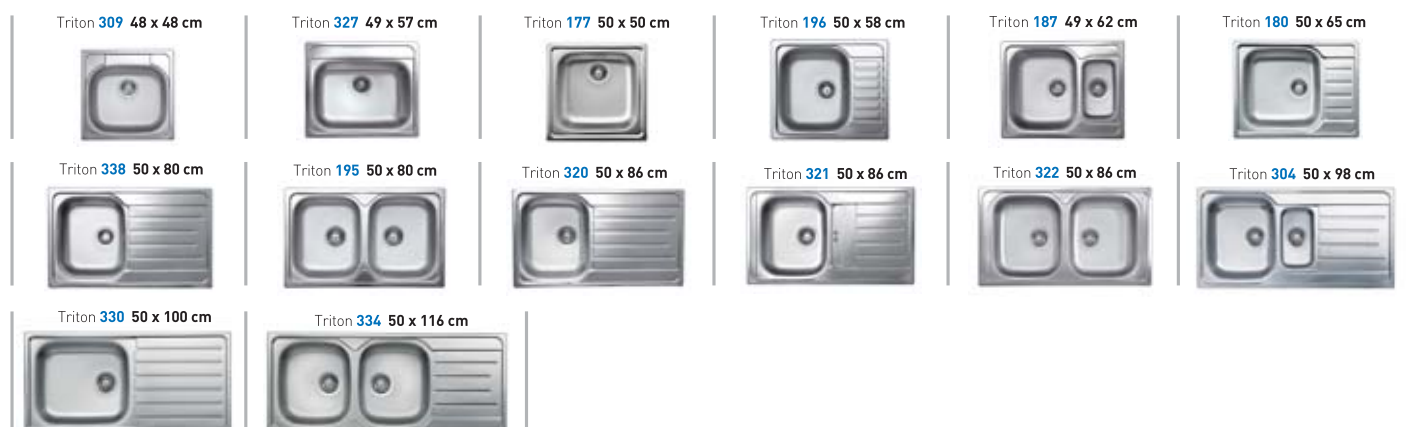 Triton 309 48 x 48 cm
Triton 327 49 x 57 cm
Triton 177 50 x 50 cm
Triton 196 50 x 58 cm
Triton 187 49 x 62 cm
Triton 180 50 x 65 cm
Triton 338 50 x 80 cm
Triton 195 50 x 80 cm
Triton 320 50 x 86 cm
Triton 321 50 x 86 cm
Triton 322 50 x 86 cm
Triton 304 50 x 98 cm
Triton 330 50 x 100 cm
Triton 334 50 x 116 cm